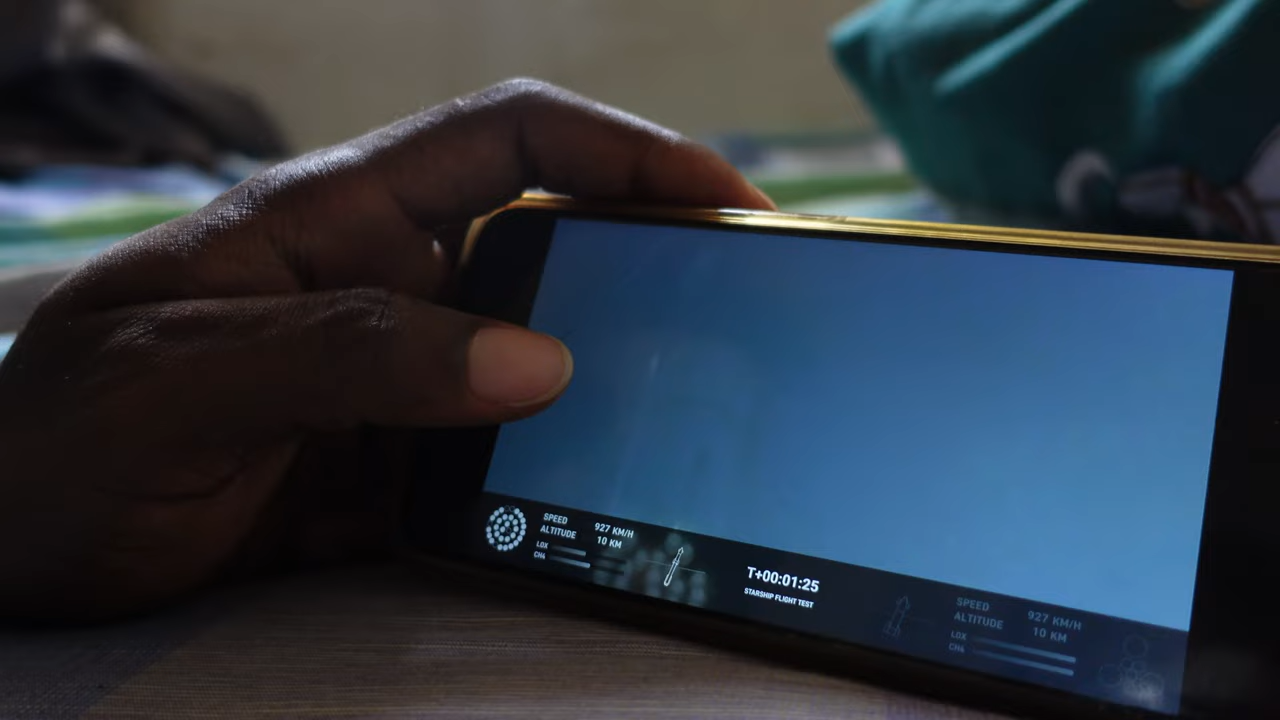 SPEED 927 KM/H
ALTITUDE 10 KM
LOX
CH4
T+00:01:25
STARSHIP FLIGHT TEST
SPEED 927 KM/H
ALTITUDE 10 KM
LOX
CH4